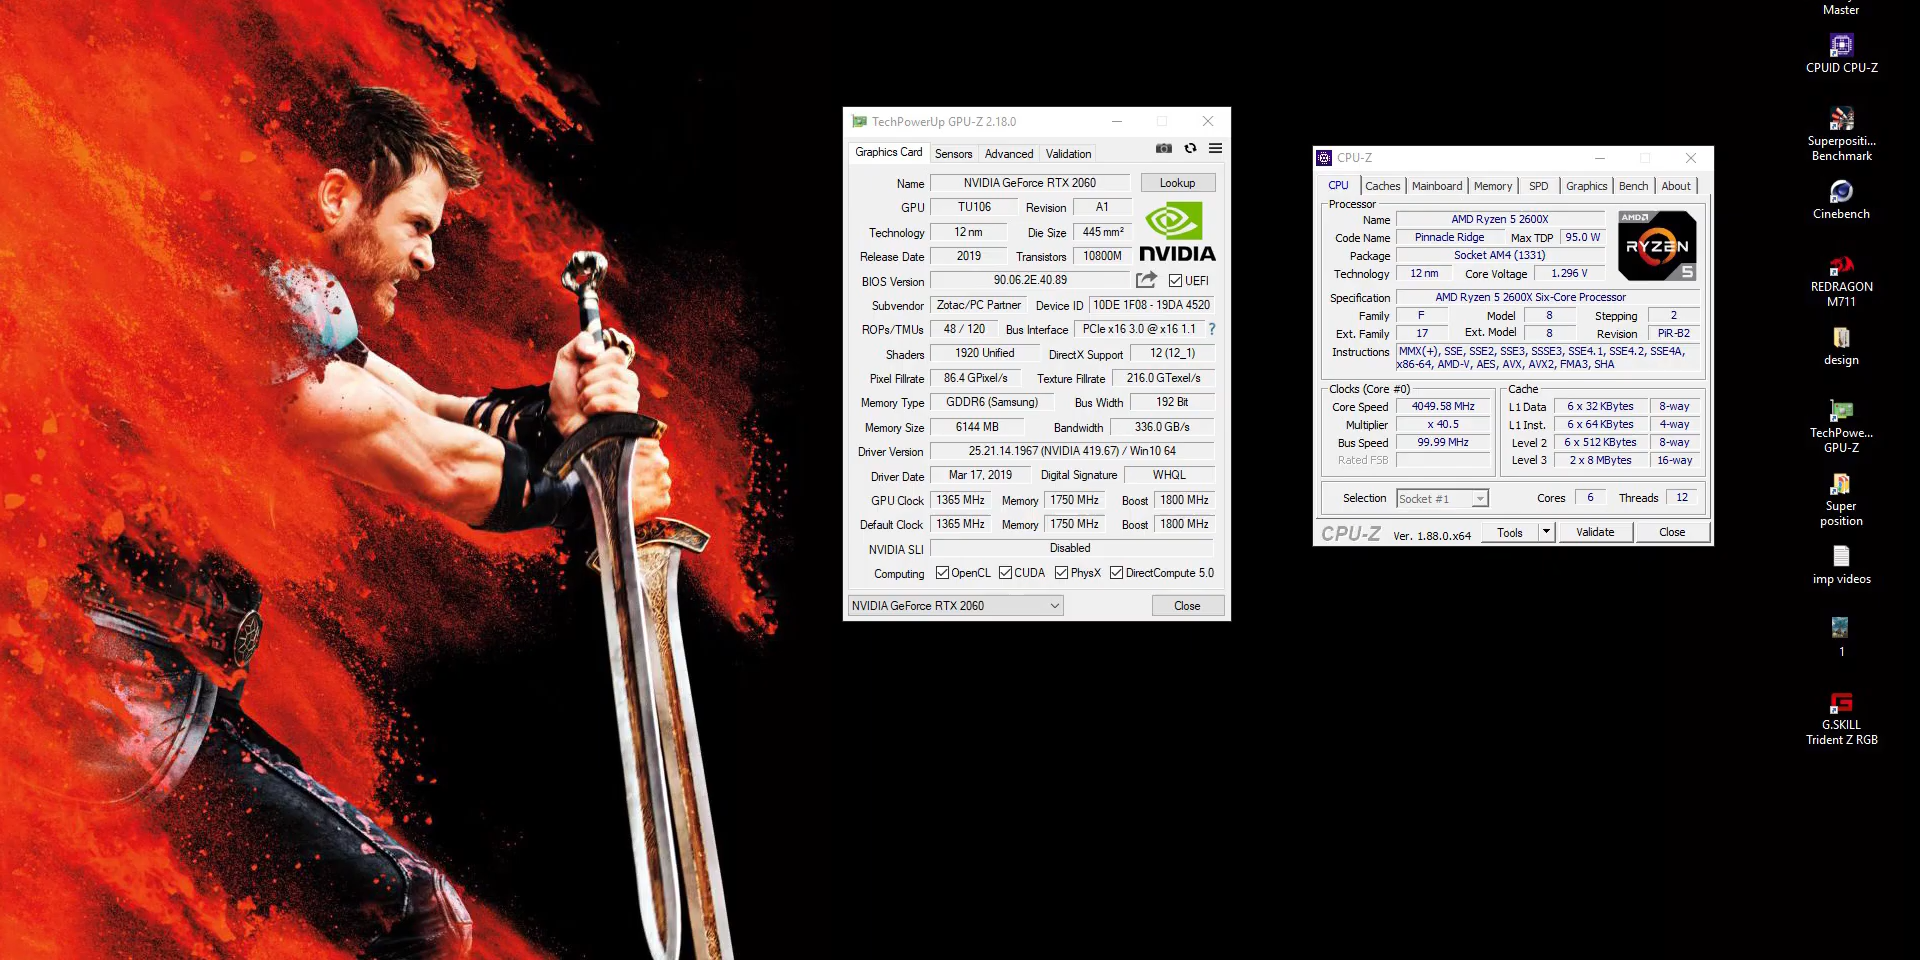 TechPowerUp GPU-Z 2.18.0
Graphics Card Sensors Advanced Validation
Name NVIDIA GeForce RTX 2060 Lookup
GPU TU106 Revision A1
Technology 12 nm Die Size 445 mm²
Release Date 2019 Transistors 10800M
NVIDIA
BIOS Version 90.06.2E.40.89 UEFI
Subvendor Zotac/PC Partner Device ID 10DE 1F08 - 19DA 4520
ROPs/TMUs 48 / 120 Bus Interface PCIe x16 3.0 @ x16 1.1 ?
Shaders 1920 Unified DirectX Support 12 (12_1)
Pixel Fillrate 86.4 GPixel/s Texture Fillrate 216.0 GTexel/s
Memory Type GDDR6 (Samsung) Bus Width 192 Bit
Memory Size 6144 MB Bandwidth 336.0 GB/s
Driver Version 25.21.14.1967 (NVIDIA 419.67) / Win10 64
Driver Date Mar 17, 2019 Digital Signature WHQL
GPU Clock 1365 MHz Memory 1750 MHz Boost 1800 MHz
Default Clock 1365 MHz Memory 1750 MHz Boost 1800 MHz
NVIDIA SLI Disabled
Computing OpenCL CUDA PhysX DirectCompute 5.0
NVIDIA GeForce RTX 2060 Close
CPU-Z
CPU Caches Mainboard Memory SPD Graphics Bench About
Processor
Name AMD Ryzen 5 2600X
Code Name Pinnacle Ridge Max TDP 95.0 W
Package Socket AM4 (1331)
Technology 12 nm Core Voltage 1.296 V
AMD
RYZEN
5
Specification AMD Ryzen 5 2600X Six-Core Processor
Family F Model 8 Stepping 2
Ext. Family 17 Ext. Model 8 Revision PiR-B2
Instructions MMX(+), SSE, SSE2, SSE3, SSSE3, SSE4.1, SSE4.2, SSE4A,
x86-64, AMD-V, AES, AVX, AVX2, FMA3, SHA
Clocks (Core #0)
Core Speed 4049.58 MHz
Multiplier x 40.5
Bus Speed 99.99 MHz
Rated FSB
Cache
L1 Data 6 x 32 KBytes 8-way
L1 Inst. 6 x 64 KBytes 4-way
Level 2 6 x 512 KBytes 8-way
Level 3 2 x 8 MBytes 16-way
Selection Socket #1 Cores 6 Threads 12
CPU-Z Ver. 1.88.0.x64 Tools Validate Close
Master
CPUID CPU-Z
Superpositi...
Benchmark
Cinebench
REDRAGON
M711
design
TechPowe...
GPU-Z
Super
position
imp videos
1
G.SKILL
Trident Z RGB